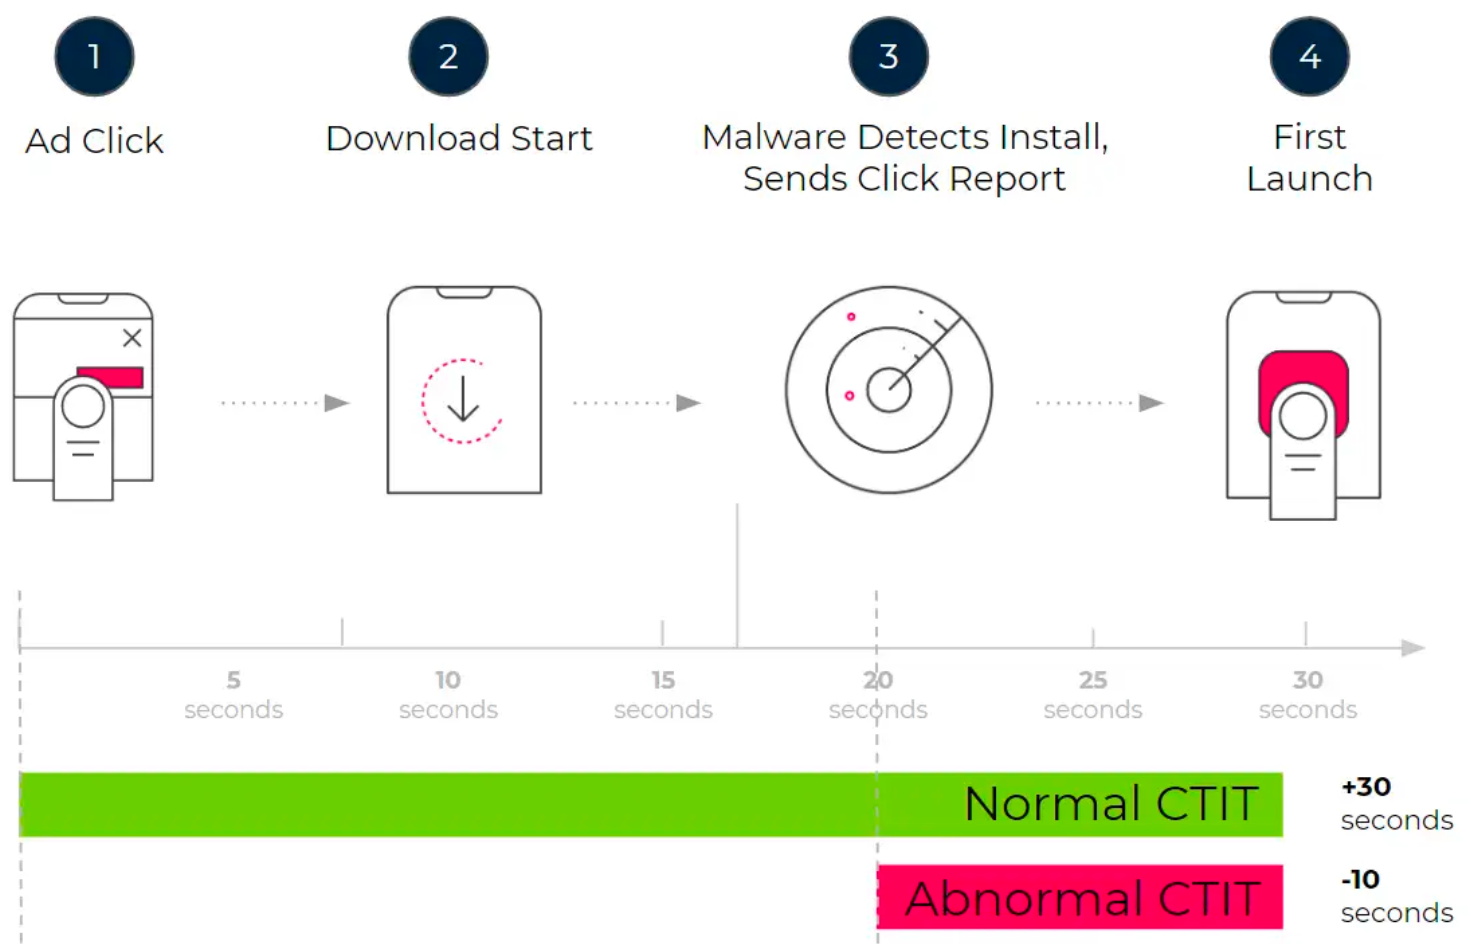 1
2
3
4
Ad Click
Download Start
Malware Detects Install,
Sends Click Report
First
Launch
5
seconds
10
seconds
15
seconds
20
seconds
25
seconds
30
seconds
Normal CTIT
+30
seconds
Abnormal CTIT
-10
seconds